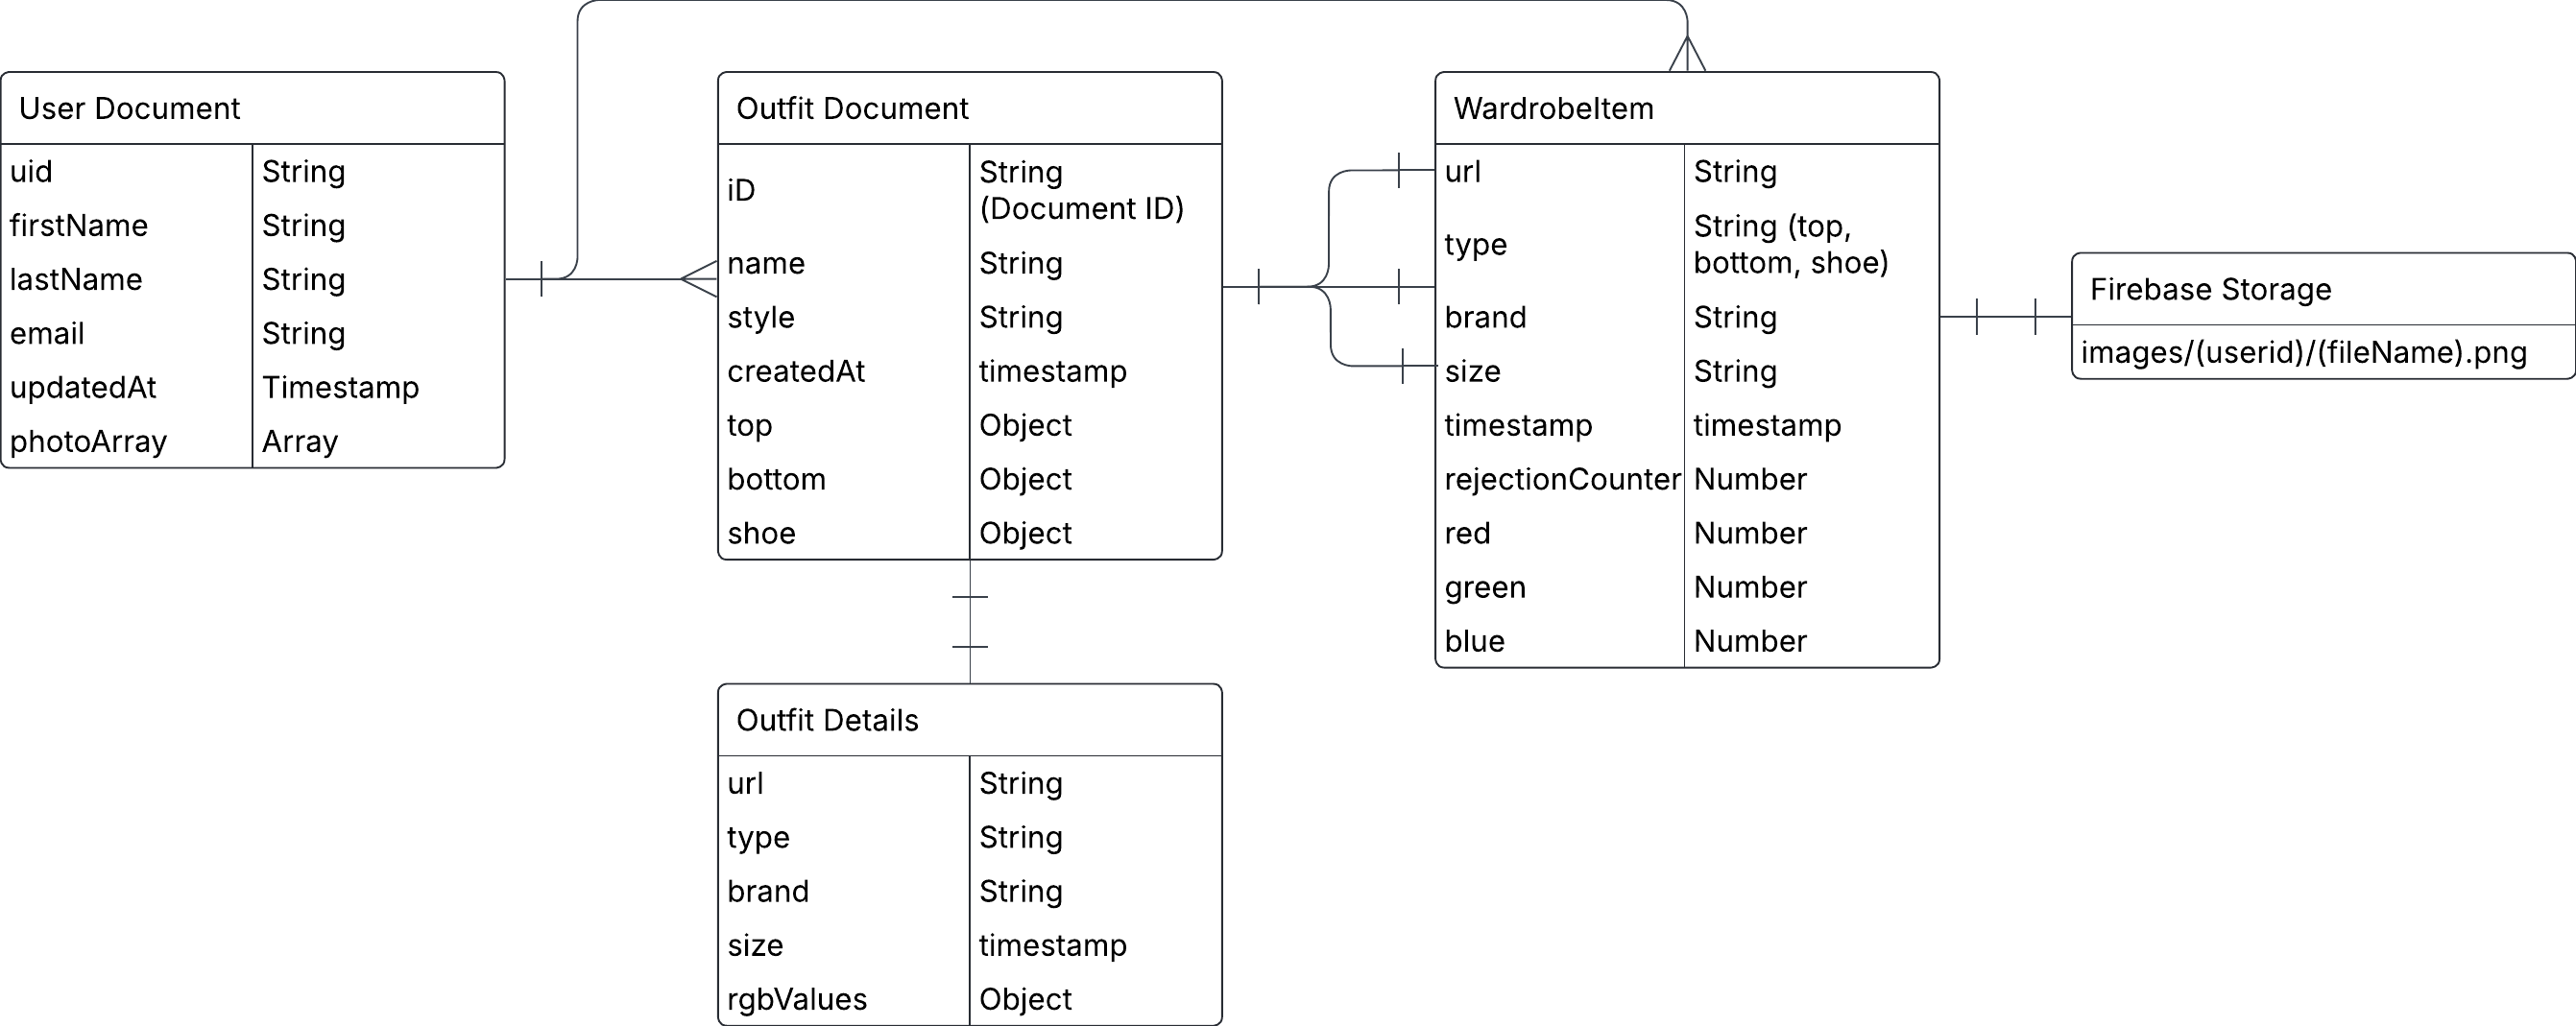 User Document
uid String
firstName String
lastName String
email String
updatedAt Timestamp
photoArray Array
Outfit Document
iD String
(Document ID)
name String
style String
createdAt timestamp
top Object
bottom Object
shoe Object
WardrobeItem
url String
type String (top,
bottom, shoe)
brand String
size String
timestamp timestamp
rejectionCounter Number
red Number
green Number
blue Number
Firebase Storage
images/(userid)/(fileName).png
Outfit Details
url String
type String
brand String
size timestamp
rgbValues Object